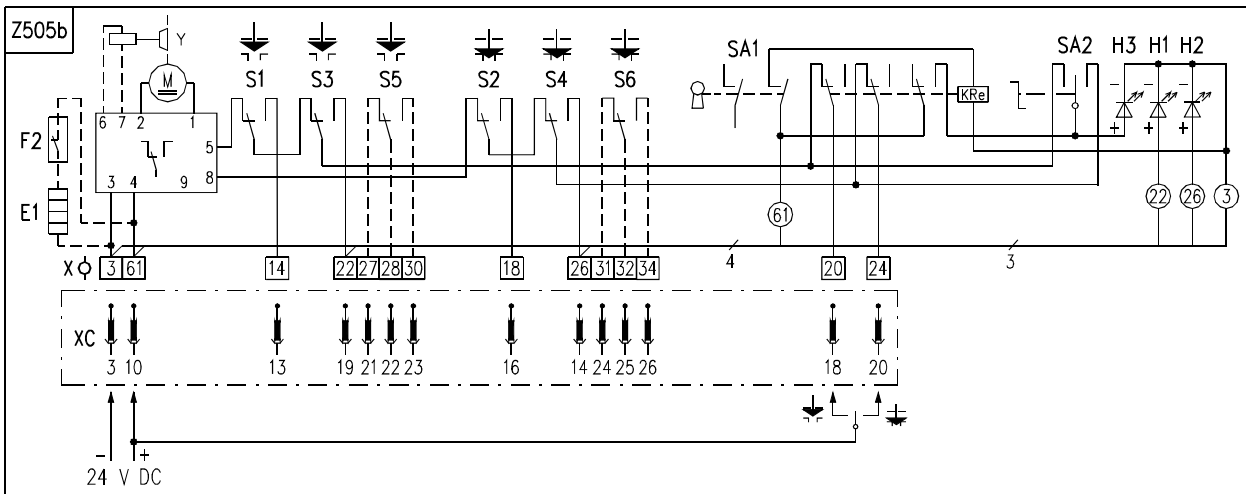 Z505b
Y
M
S1 S3 S5 S2 S4 S6 SA1 SA2 H3 H1 H2
KRe
6 7 2 1
- - -
F2
+ + +
5
3 4 9 8
E1
22 26 3
61
4 3
X 3 61 14 22 27 28 30 18 26 31 32 34 20 24
XC
3 10 13 19 21 22 23 16 14 24 25 26 18 20
- +
24 V DC